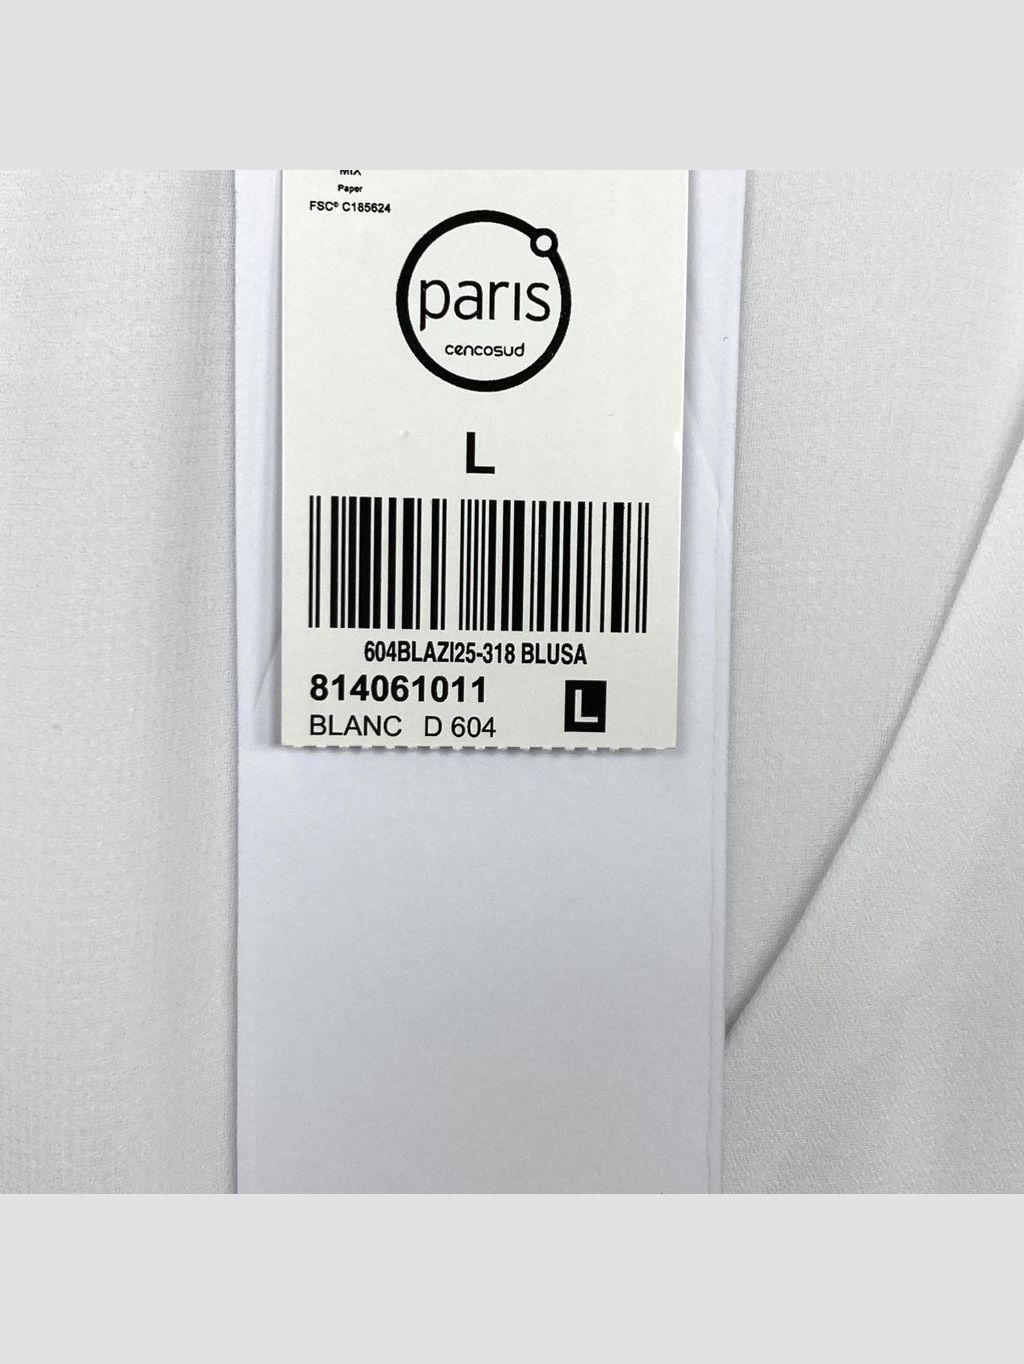 MIX
Paper
FSC® C185624
paris
cencosud
L
604BLAZI25-318 BLUSA
814061011
L
BLANC D 604